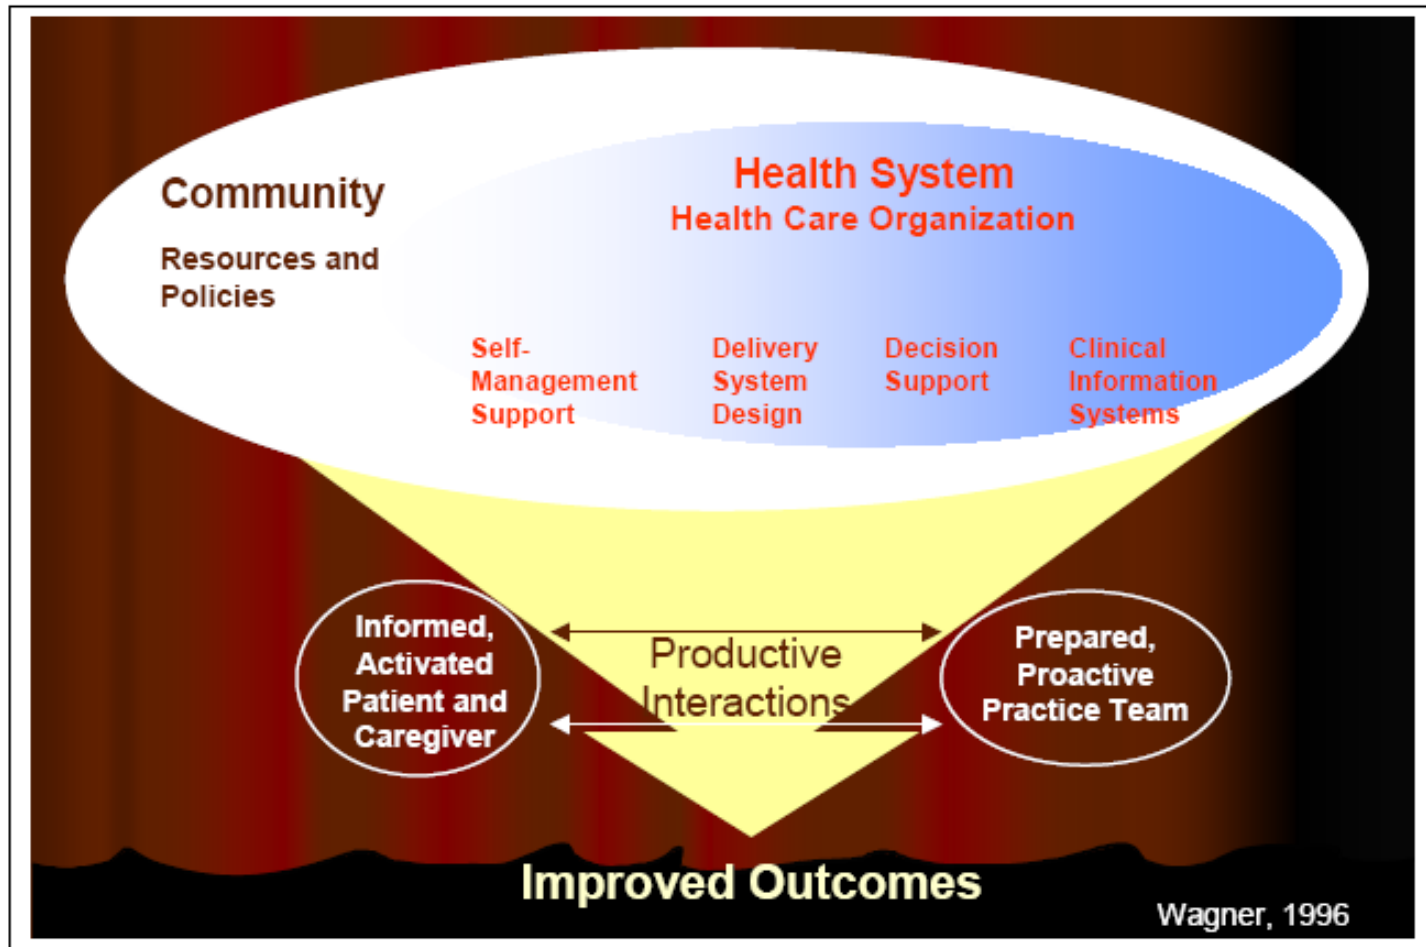 Community
Resources and
Policies
Health System
Health Care Organization
Self-
Management
Support
Delivery
System
Design
Decision
Support
Clinical
Information
Systems
Informed,
Activated
Patient and
Caregiver
Productive
Interactions
Prepared,
Proactive
Practice Team
Improved Outcomes
Wagner, 1996